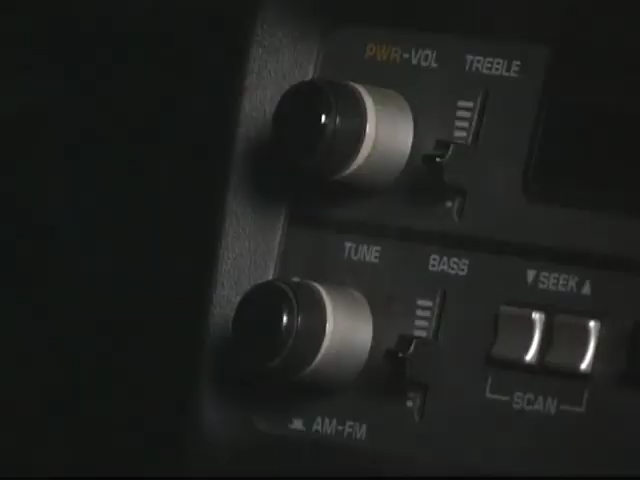 PWR-VOL TREBLE
TUNE BASS ▼SEEK▲
SCAN
AM-FM